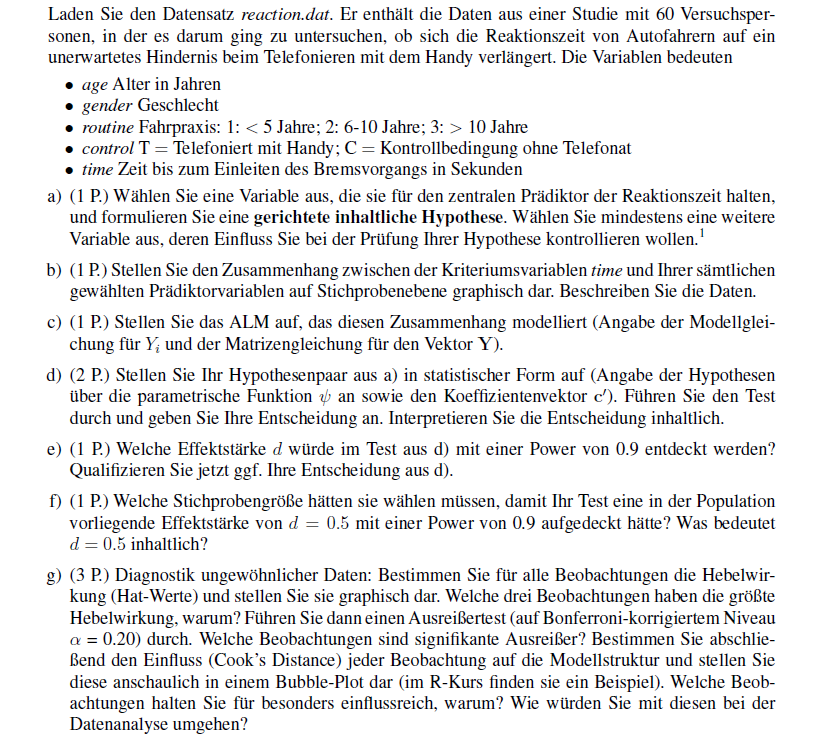 Laden Sie den Datensatz reaction.dat. Er enthält die Daten aus einer Studie mit 60 Versuchsper-
sonen, in der es darum ging zu untersuchen, ob sich die Reaktionszeit von Autofahrern auf ein
unerwartetes Hindernis beim Telefonieren mit dem Handy verlängert. Die Variablen bedeuten
• age Alter in Jahren
• gender Geschlecht
• routine Fahrpraxis: 1: < 5 Jahre; 2: 6-10 Jahre; 3: > 10 Jahre
• control T = Telefoniert mit Handy; C = Kontrollbedingung ohne Telefonat
• time Zeit bis zum Einleiten des Bremsvorgangs in Sekunden
a) (1 P.) Wählen Sie eine Variable aus, die sie für den zentralen Prädiktor der Reaktionszeit halten,
und formulieren Sie eine gerichtete inhaltliche Hypothese. Wählen Sie mindestens eine weitere
Variable aus, deren Einfluss Sie bei der Prüfung Ihrer Hypothese kontrollieren wollen.¹
b) (1 P.) Stellen Sie den Zusammenhang zwischen der Kriteriumsvariablen time und Ihrer sämtlichen
gewählten Prädiktorvariablen auf Stichprobenebene graphisch dar. Beschreiben Sie die Daten.
c) (1 P.) Stellen Sie das ALM auf, das diesen Zusammenhang modelliert (Angabe der Modellglei-
chung für Yᵢ und der Matrizengleichung für den Vektor Y).
d) (2 P.) Stellen Sie Ihr Hypothesenpaar aus a) in statistischer Form auf (Angabe der Hypothesen
über die parametrische Funktion ψ an sowie den Koeffizientenvektor c′). Führen Sie den Test
durch und geben Sie Ihre Entscheidung an. Interpretieren Sie die Entscheidung inhaltlich.
e) (1 P.) Welche Effektstärke d würde im Test aus d) mit einer Power von 0.9 entdeckt werden?
Qualifizieren Sie jetzt ggf. Ihre Entscheidung aus d).
f) (1 P.) Welche Stichprobengröße hätten sie wählen müssen, damit Ihr Test eine in der Population
vorliegende Effektstärke von d = 0.5 mit einer Power von 0.9 aufgedeckt hätte? Was bedeutet
d = 0.5 inhaltlich?
g) (3 P.) Diagnostik ungewöhnlicher Daten: Bestimmen Sie für alle Beobachtungen die Hebelwir-
kung (Hat-Werte) und stellen Sie sie graphisch dar. Welche drei Beobachtungen haben die größte
Hebelwirkung, warum? Führen Sie dann einen Ausreißertest (auf Bonferroni-korrigiertem Niveau
α = 0.20) durch. Welche Beobachtungen sind signifikante Ausreißer? Bestimmen Sie abschlie-
ßend den Einfluss (Cook's Distance) jeder Beobachtung auf die Modellstruktur und stellen Sie
diese anschaulich in einem Bubble-Plot dar (im R-Kurs finden sie ein Beispiel). Welche Beob-
achtungen halten Sie für besonders einflussreich, warum? Wie würden Sie mit diesen bei der
Datenanalyse umgehen?